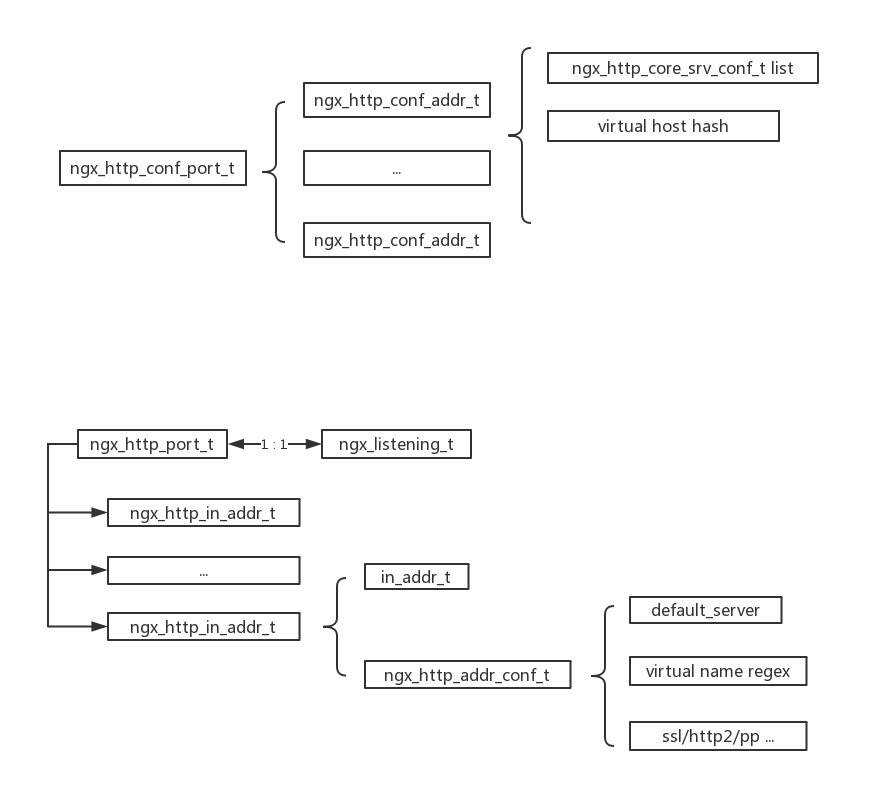 ngx_http_core_srv_conf_t list
ngx_http_conf_addr_t
virtual host hash
ngx_http_conf_port_t
...
ngx_http_conf_addr_t
ngx_http_port_t
1 : 1
ngx_listening_t
ngx_http_in_addr_t
...
in_addr_t
default_server
ngx_http_in_addr_t
ngx_http_addr_conf_t
virtual name regex
ssl/http2/pp ...